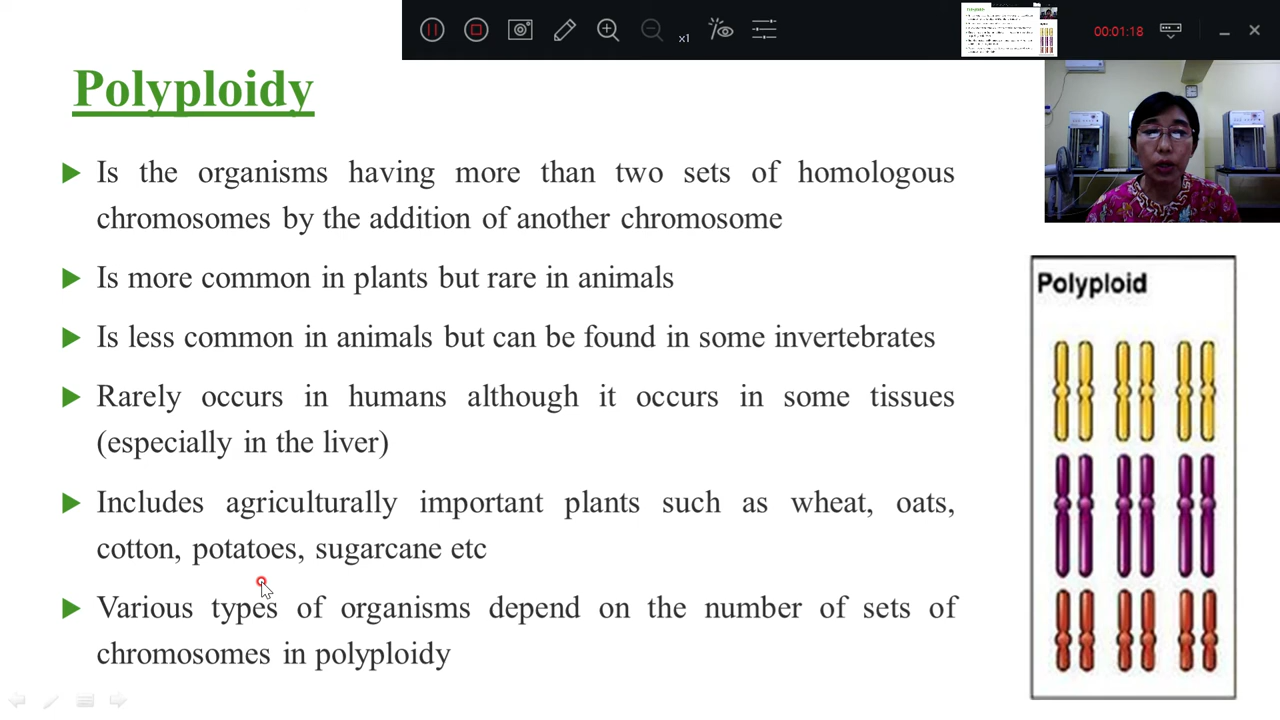 x1
00:01:18
Polyploidy
Is the organisms having more than two sets of homologous
chromosomes by the addition of another chromosome
Is more common in plants but rare in animals
Is less common in animals but can be found in some invertebrates
Rarely occurs in humans although it occurs in some tissues
(especially in the liver)
Includes agriculturally important plants such as wheat, oats,
cotton, potatoes, sugarcane etc
Various types of organisms depend on the number of sets of
chromosomes in polyploidy
Polyploid